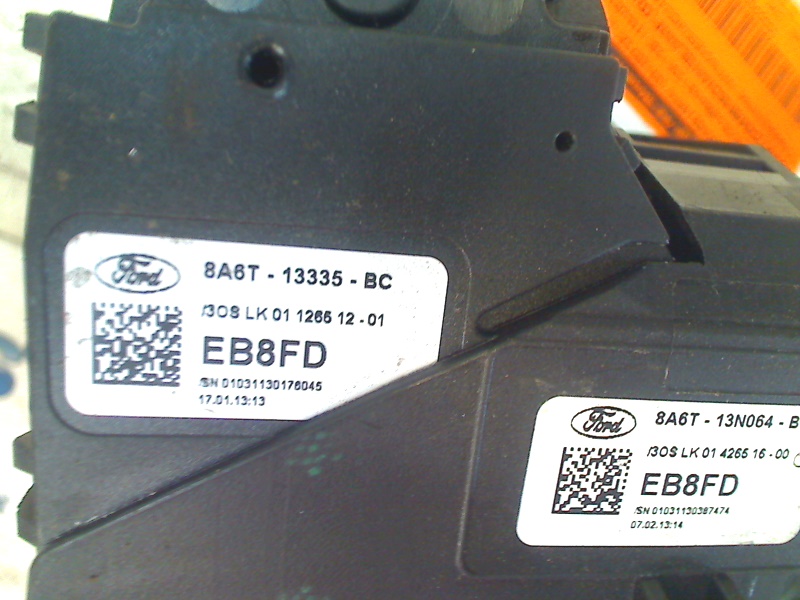 Ford
8A6T - 13335 - BC
/3OS LK 01 1265 12 - 01
EB8FD
/SN 01031130176045
17.01.13:13
Ford
8A6T - 13N064 - B
/3OS LK 01 4265 16 - 00
EB8FD
/SN 01031130387474
07.02.13:14